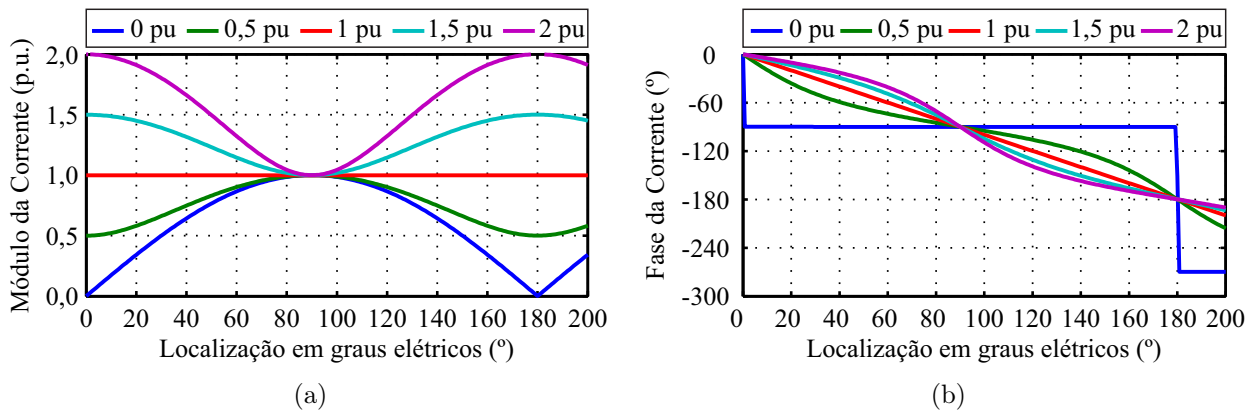 0 pu 0,5 pu 1 pu 1,5 pu 2 pu
Módulo da Corrente (p.u.)
2,0
1,5
1,0
0,5
0,0
0 20 40 60 80 100 120 140 160 180 200
Localização em graus elétricos (º)
(a)
0 pu 0,5 pu 1 pu 1,5 pu 2 pu
Fase da Corrente (º)
0
-60
-120
-180
-240
-300
0 20 40 60 80 100 120 140 160 180 200
Localização em graus elétricos (º)
(b)